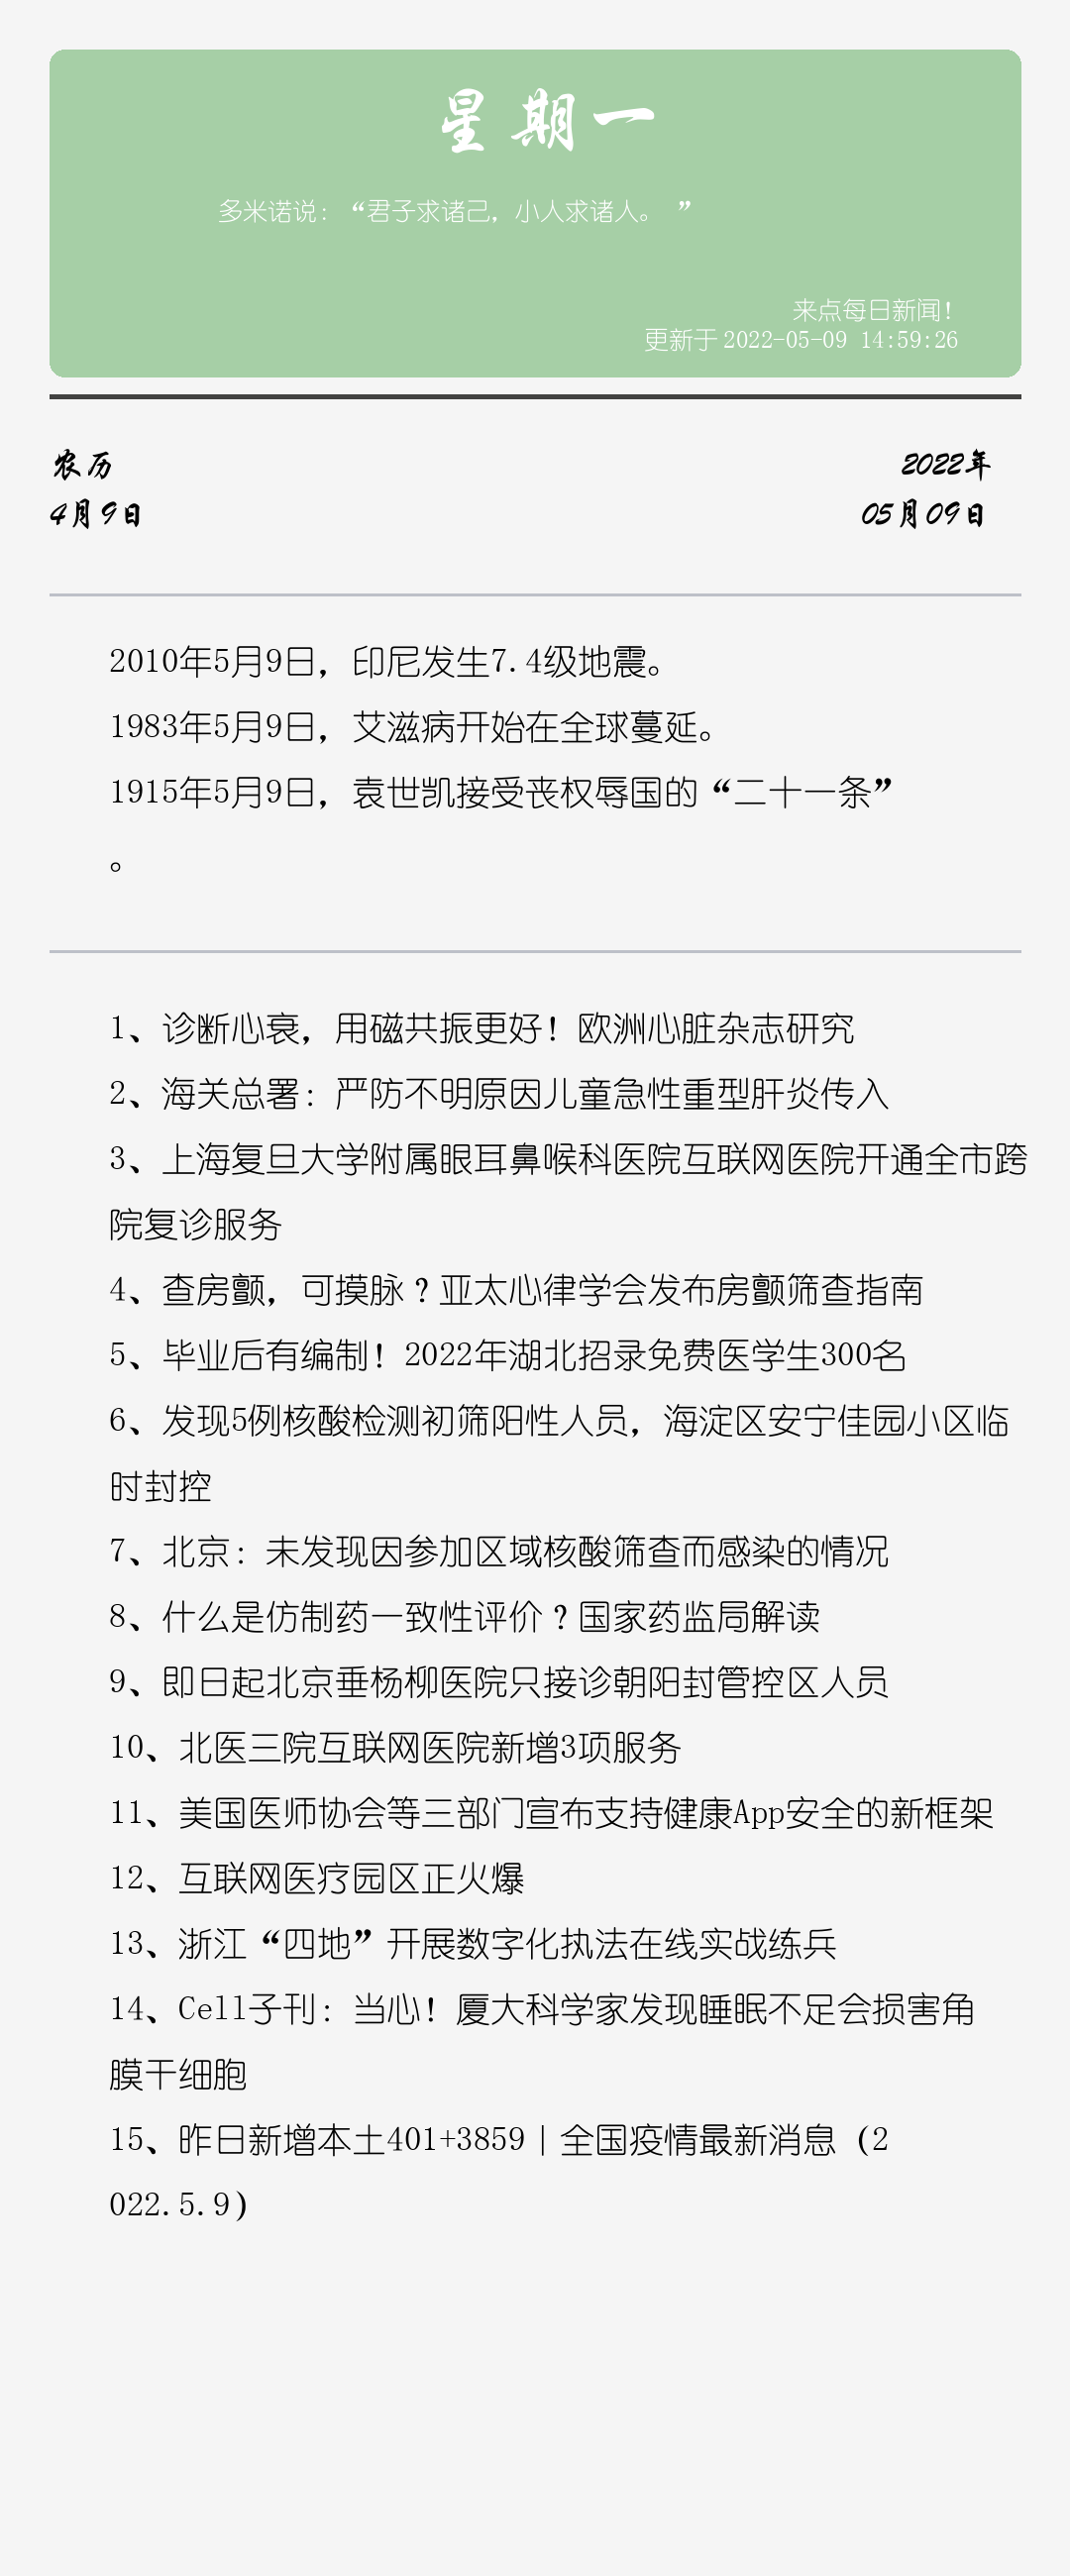 星期一
多米诺说：“君子求诸己，小人求诸人。 ”
来点每日新闻！
更新于 2022-05-09 14:59:26
农历
4月9日
2022年
05月09日
2010年5月9日，印尼发生7.4级地震。
1983年5月9日，艾滋病开始在全球蔓延。
1915年5月9日，袁世凯接受丧权辱国的“二十一条”
。
1、诊断心衰，用磁共振更好！欧洲心脏杂志研究
2、海关总署：严防不明原因儿童急性重型肝炎传入
3、上海复旦大学附属眼耳鼻喉科医院互联网医院开通全市跨
院复诊服务
4、查房颤，可摸脉？亚太心律学会发布房颤筛查指南
5、毕业后有编制！2022年湖北招录免费医学生300名
6、发现5例核酸检测初筛阳性人员，海淀区安宁佳园小区临
时封控
7、北京：未发现因参加区域核酸筛查而感染的情况
8、什么是仿制药一致性评价？国家药监局解读
9、即日起北京垂杨柳医院只接诊朝阳封管控区人员
10、北医三院互联网医院新增3项服务
11、美国医师协会等三部门宣布支持健康App安全的新框架
12、互联网医疗园区正火爆
13、浙江“四地”开展数字化执法在线实战练兵
14、Cell子刊：当心！厦大科学家发现睡眠不足会损害角
膜干细胞
15、昨日新增本土401+3859｜全国疫情最新消息（2
022.5.9）